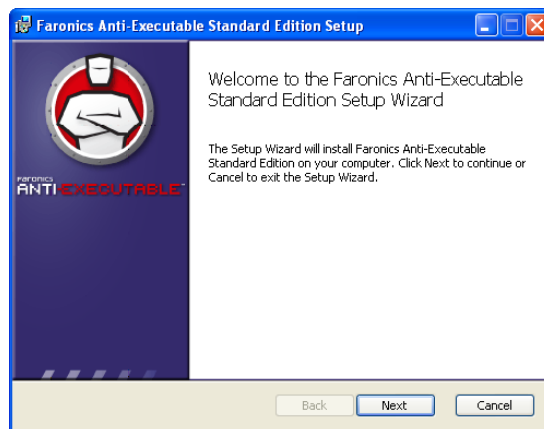 Faronics Anti-Executable Standard Edition Setup
Welcome to the Faronics Anti-Executable
Standard Edition Setup Wizard
The Setup Wizard will install Faronics Anti-Executable
Standard Edition on your computer. Click Next to continue or
Cancel to exit the Setup Wizard.
FARONICS
ANTI-EXECUTABLE™
Back
Next
Cancel